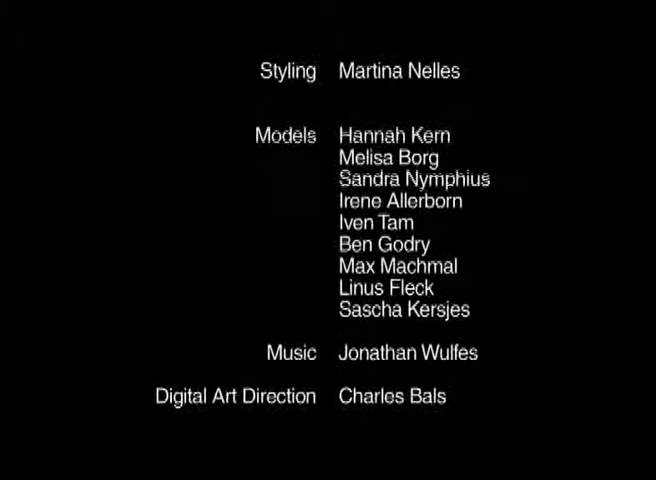 Styling Martina Nelles
Models Hannah Kern
Melisa Borg
Sandra Nymphius
Irene Allerborn
Iven Tam
Ben Godry
Max Machmal
Linus Fleck
Sascha Kersjes
Music Jonathan Wulfes
Digital Art Direction Charles Bals